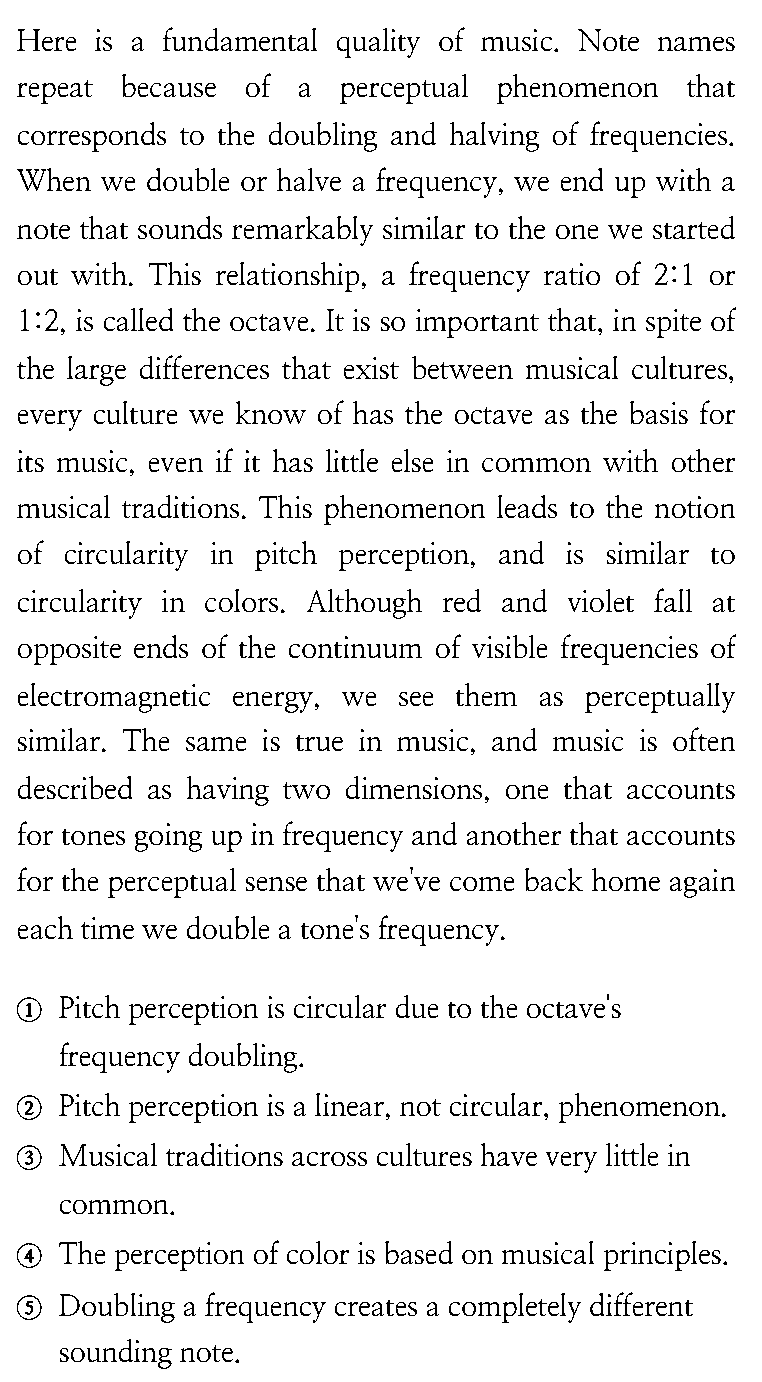 Here is a fundamental quality of music. Note names
repeat because of a perceptual phenomenon that
corresponds to the doubling and halving of frequencies.
When we double or halve a frequency, we end up with a
note that sounds remarkably similar to the one we started
out with. This relationship, a frequency ratio of 2:1 or
1:2, is called the octave. It is so important that, in spite of
the large differences that exist between musical cultures,
every culture we know of has the octave as the basis for
its music, even if it has little else in common with other
musical traditions. This phenomenon leads to the notion
of circularity in pitch perception, and is similar to
circularity in colors. Although red and violet fall at
opposite ends of the continuum of visible frequencies of
electromagnetic energy, we see them as perceptually
similar. The same is true in music, and music is often
described as having two dimensions, one that accounts
for tones going up in frequency and another that accounts
for the perceptual sense that we've come back home again
each time we double a tone's frequency.
① Pitch perception is circular due to the octave's
frequency doubling.
② Pitch perception is a linear, not circular, phenomenon.
③ Musical traditions across cultures have very little in
common.
④ The perception of color is based on musical principles.
⑤ Doubling a frequency creates a completely different
sounding note.